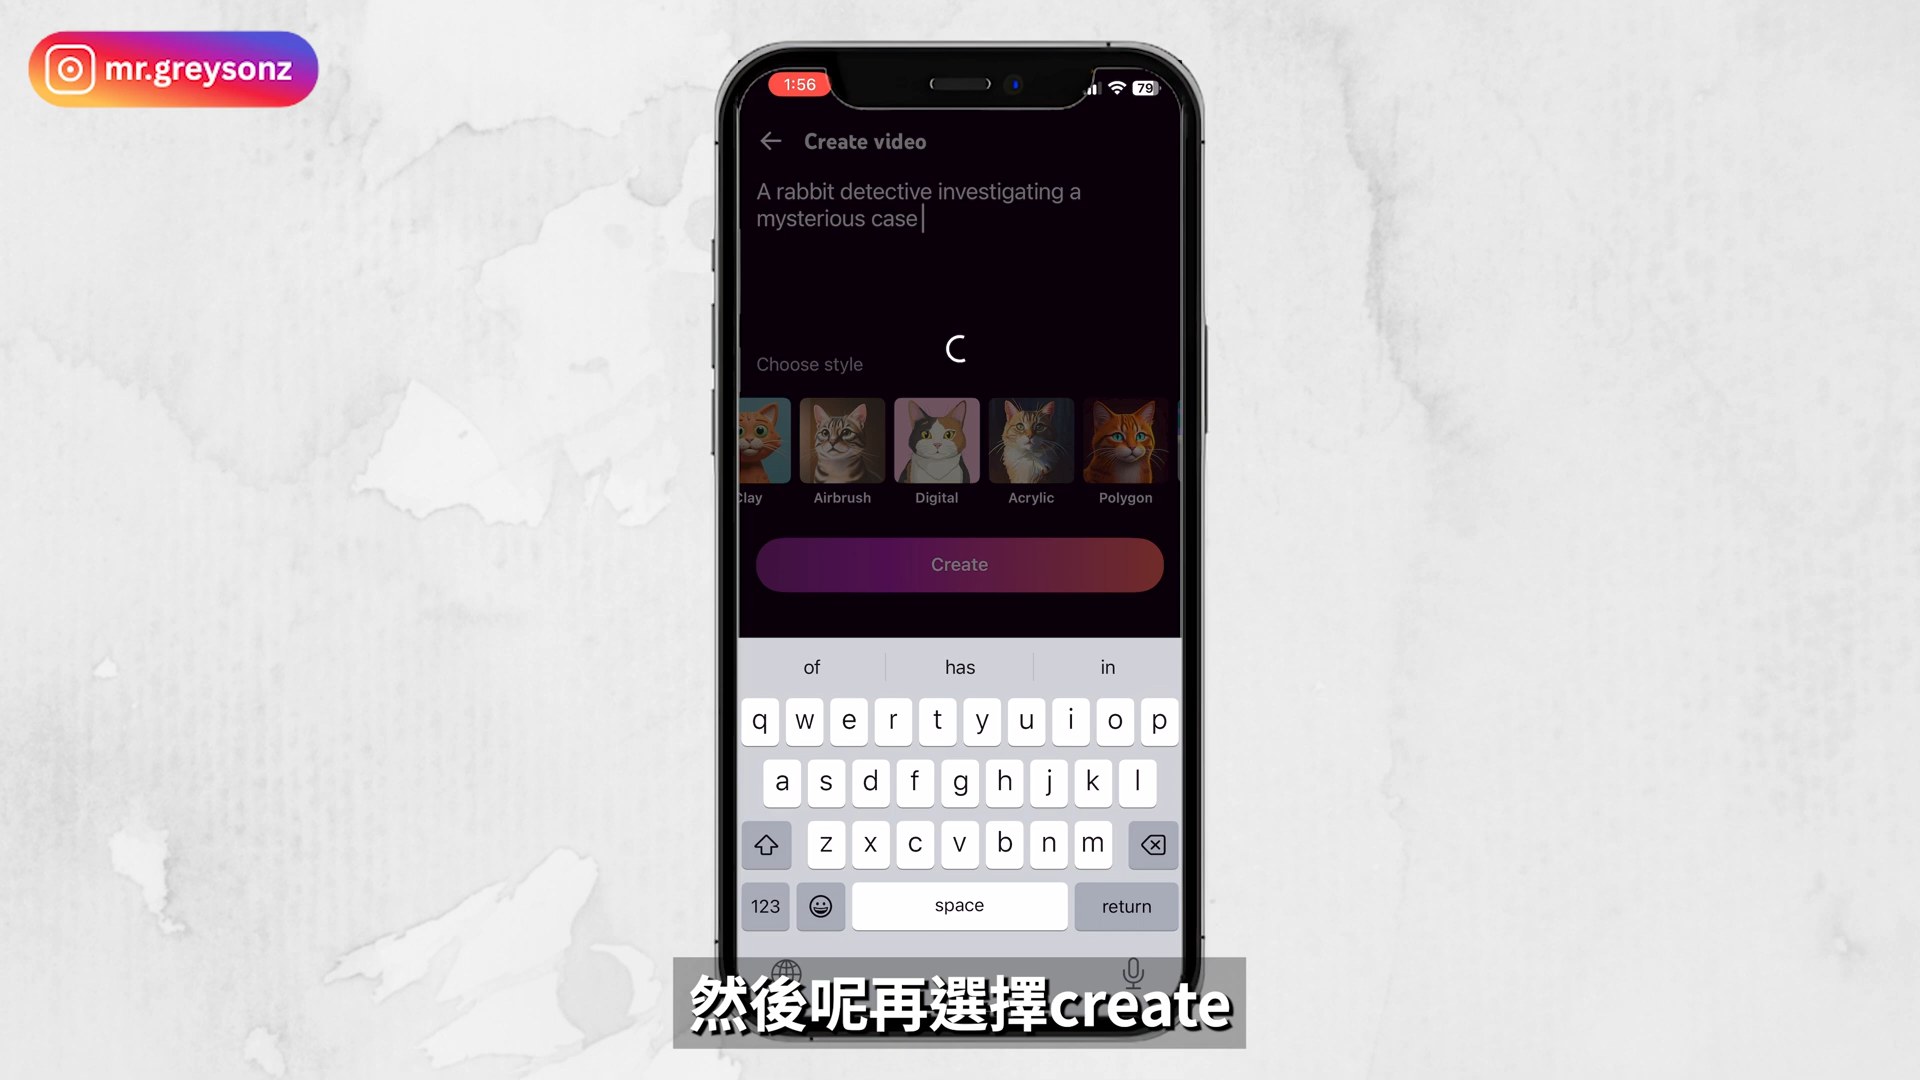 mr.greysonz
1:56
79
Create video
A rabbit detective investigating a
mysterious case
Choose style
Clay
Airbrush
Digital
Acrylic
Polygon
Create
of has in
q w e r t y u i o p
a s d f g h j k l
z x c v b n m
123 space return
然後呢再選擇create